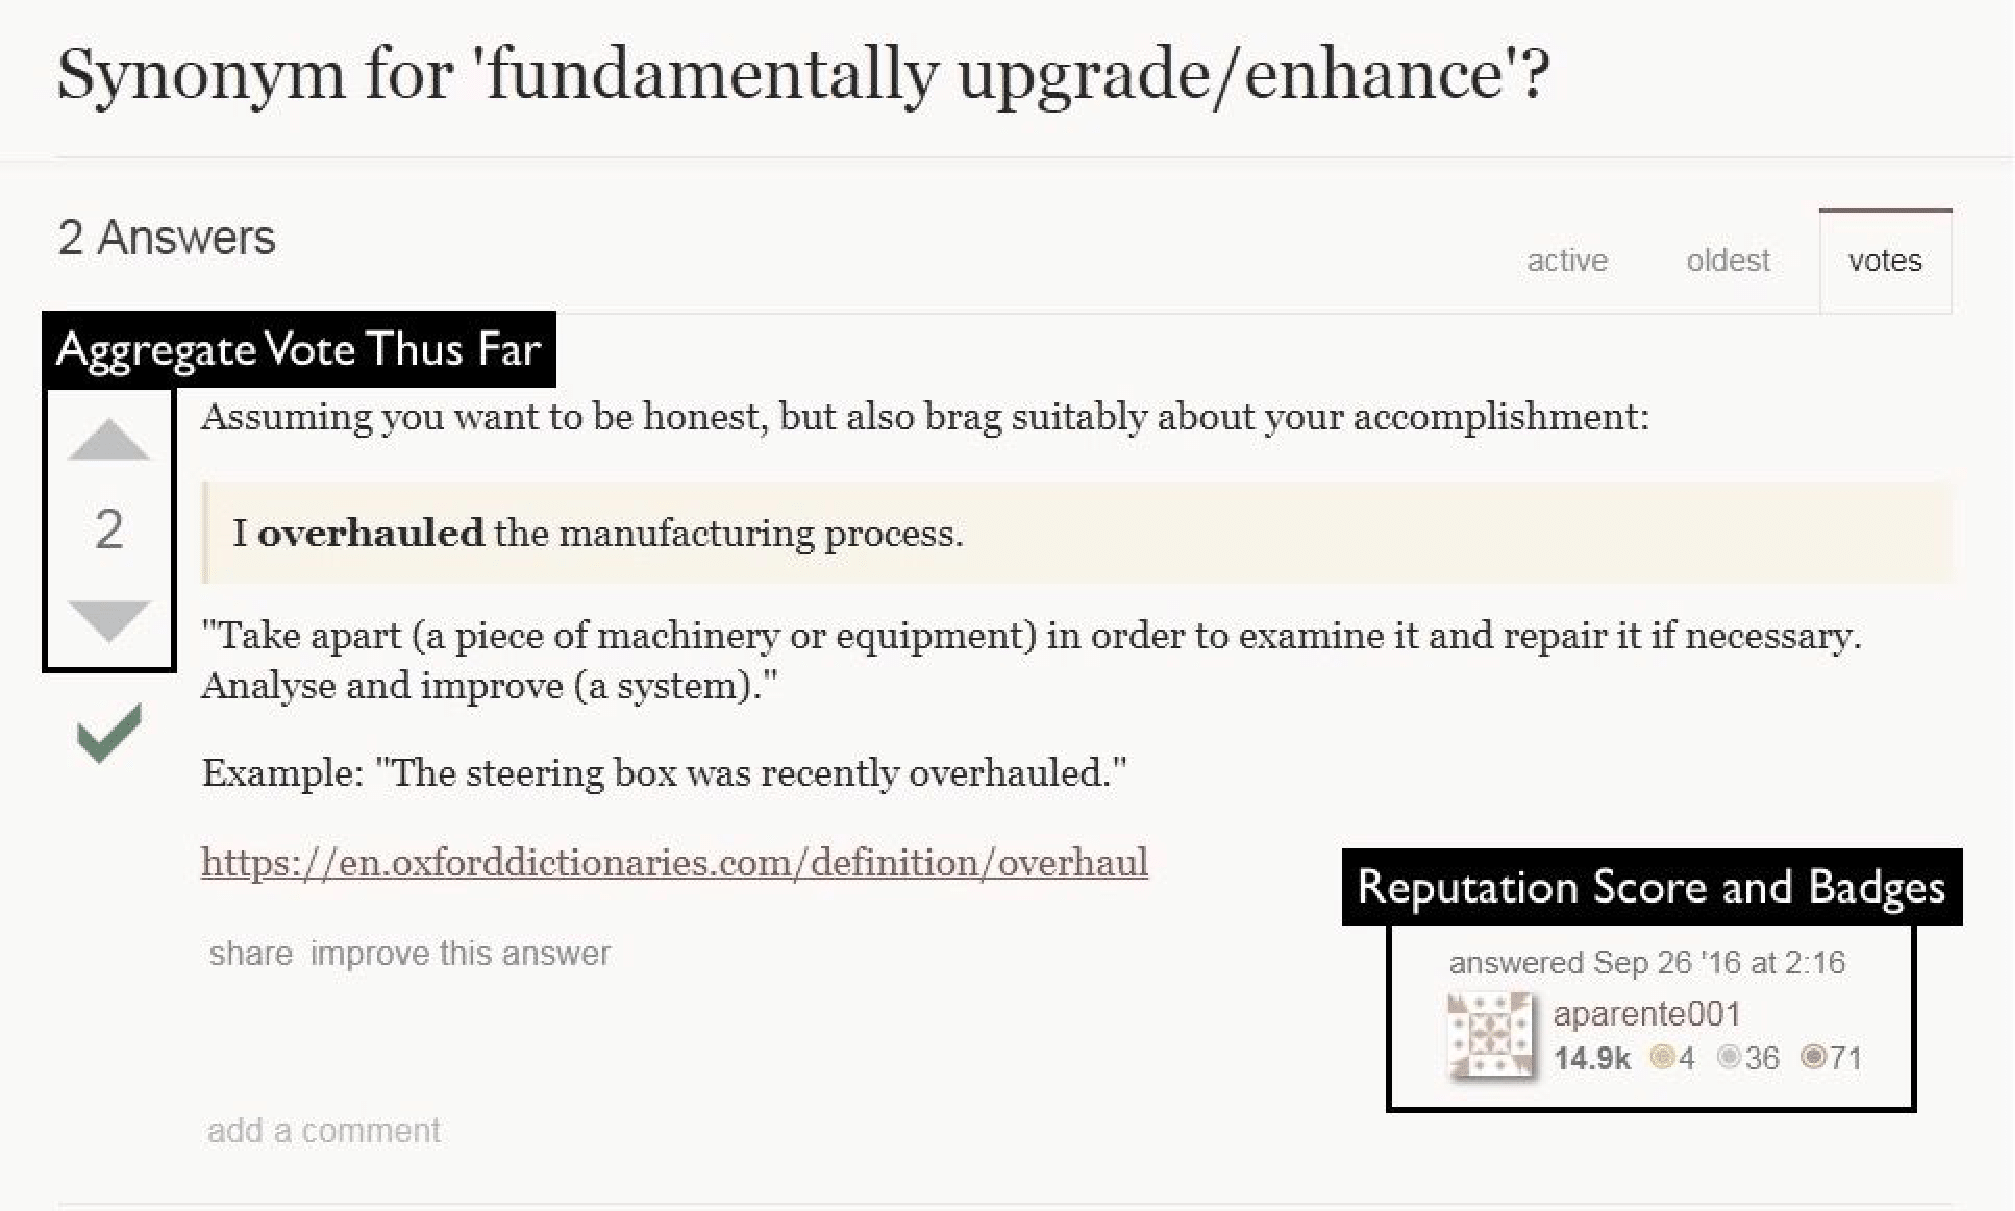 Synonym for 'fundamentally upgrade/enhance'?
2 Answers
active oldest votes
Aggregate Vote Thus Far
2
Assuming you want to be honest, but also brag suitably about your accomplishment:
I overhauled the manufacturing process.
"Take apart (a piece of machinery or equipment) in order to examine it and repair it if necessary.
Analyse and improve (a system)."
Example: "The steering box was recently overhauled."
https://en.oxforddictionaries.com/definition/overhaul
share improve this answer
Reputation Score and Badges
answered Sep 26 '16 at 2:16
aparente001
14.9k 4 36 71
add a comment